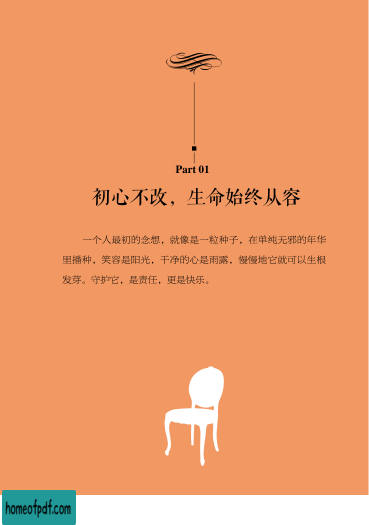 Part 01
初心不改，生命始终从容
一个人最初的念想，就像是一粒种子，在单纯无邪的年华
里播种，笑容是阳光，干净的心是雨露，慢慢地它就可以生根
发芽。守护它，是责任，更是快乐。
homeofpdf.com